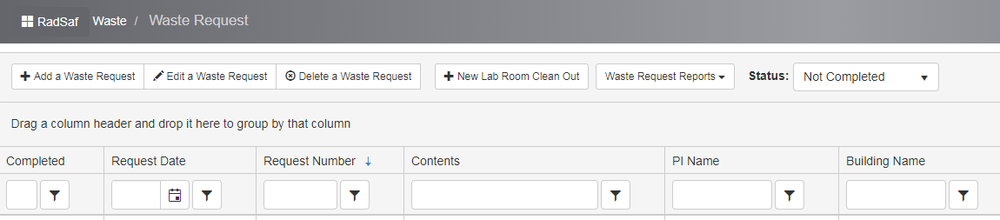 RadSaf Waste / Waste Request
Add a Waste Request Edit a Waste Request Delete a Waste Request New Lab Room Clean Out Waste Request Reports Status: Not Completed
Drag a column header and drop it here to group by that column
Completed Request Date Request Number Contents PI Name Building Name